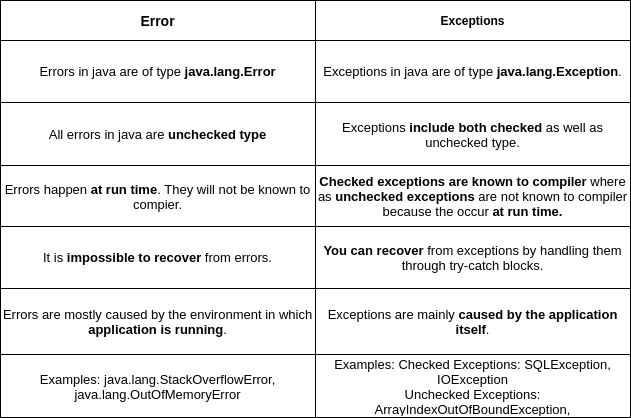 Error
Exceptions
Errors in java are of type java.lang.Error
Exceptions in java are of type java.lang.Exception.
All errors in java are unchecked type
Exceptions include both checked as well as
unchecked type.
Errors happen at run time. They will not be known to
compier.
Checked exceptions are known to compiler where
as unchecked exceptions are not known to compiler
because the occur at run time.
It is impossible to recover from errors.
You can recover from exceptions by handling them
through try-catch blocks.
Errors are mostly caused by the environment in which
application is running.
Exceptions are mainly caused by the application
itself.
Examples: java.lang.StackOverflowError,
java.lang.OutOfMemoryError
Examples: Checked Exceptions: SQLException,
IOException
Unchecked Exceptions:
ArrayIndexOutOfBoundException,